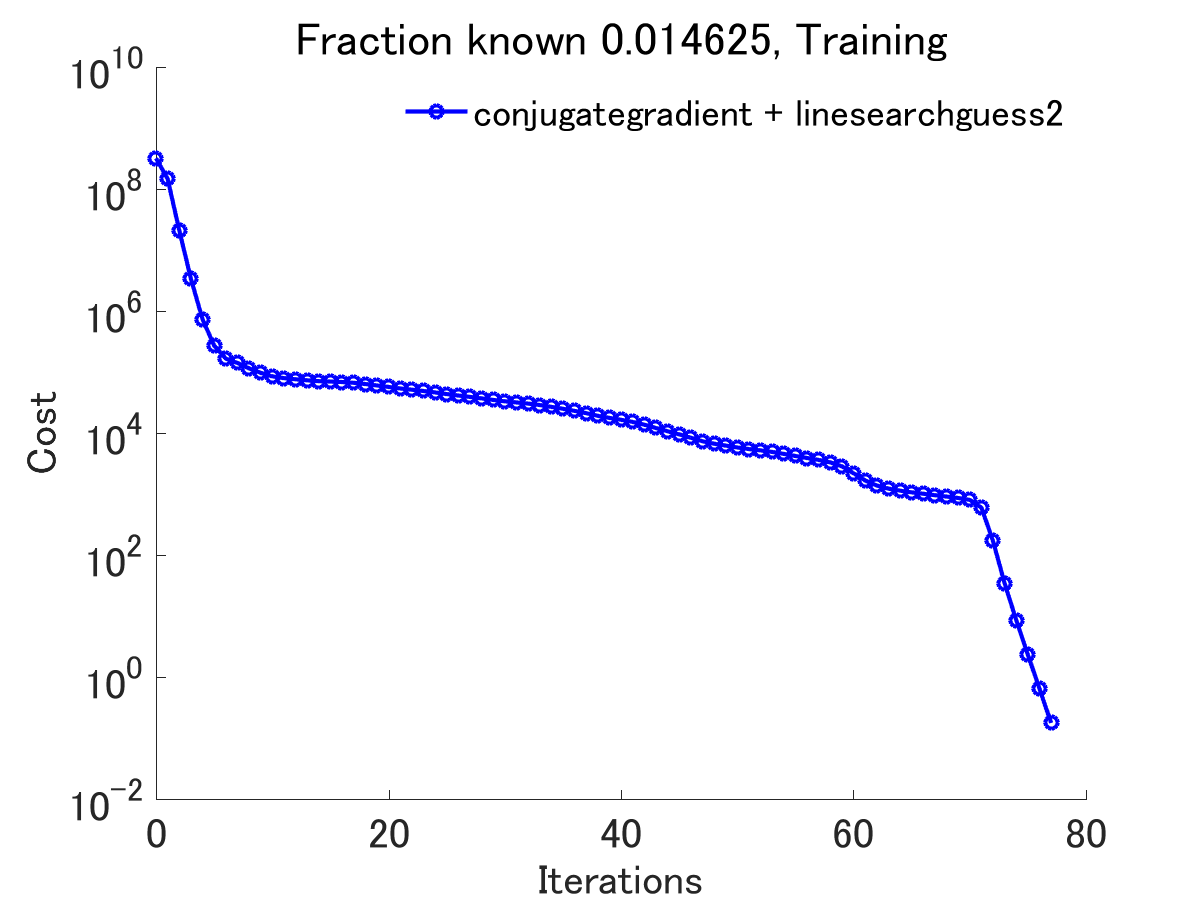 Fraction known 0.014625, Training
conjugategradient + linesearchguess2
10^10
10^8
10^6
10^4
10^2
10^0
10^-2
Cost
0 20 40 60 80
Iterations